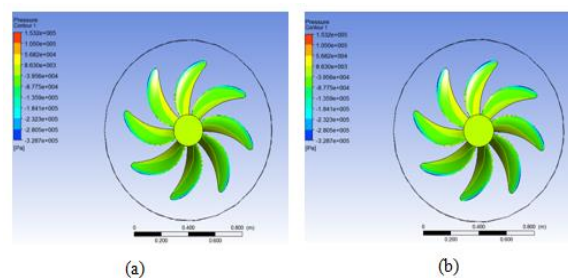 Pressure
Contour 1
1.532e+005
1.050e+005
5.682e+004
8.630e+003
-3.956e+004
-8.775e+004
-1.359e+005
-1.841e+005
-2.323e+005
-2.805e+005
-3.287e+005
[Pa]
0 0.400 0.800 (m)
0.200 0.600
(a)
Pressure
Contour 1
1.532e+005
1.050e+005
5.682e+004
8.630e+003
-3.956e+004
-8.775e+004
-1.359e+005
-1.841e+005
-2.323e+005
-2.805e+005
-3.287e+005
[Pa]
0 0.400 0.800 (m)
0.200 0.600
(b)